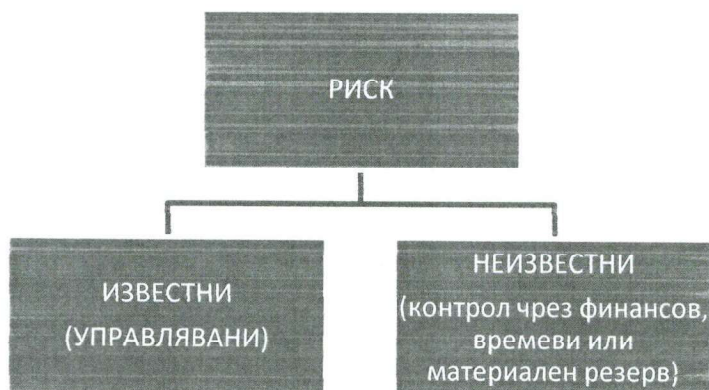 РИСК
ИЗВЕСТНИ
(УПРАВЛЯВАНИ)
НЕИЗВЕСТНИ
(контрол чрез финансов,
времеви или
материален резерв)